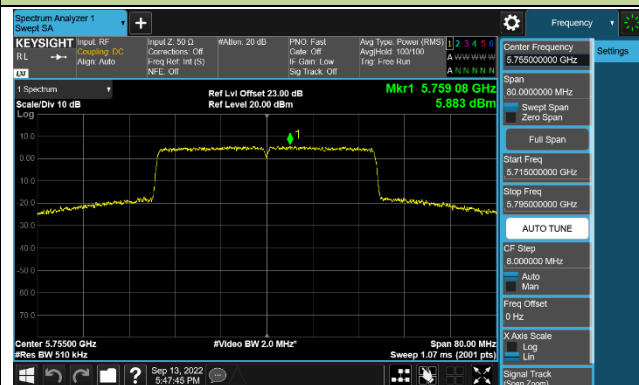 Spectrum Analyzer 1
Swept SA
Frequency
KEYSIGHT
RL
LXI
Input: RF
Coupling: DC
Align: Auto
Input Z: 50 Ω
Corrections: Off
Freq Ref: Int (S)
NFE: Off
#Atten: 20 dB
PNO: Fast
Gate: Off
IF Gain: Low
Sig Track: Off
Avg Type: Power (RMS)
Avg|Hold: 100/100
Trig: Free Run
1 2 3 4 5 6
A W W W W W
A N N N N N
1 Spectrum
Scale/Div 10 dB
Log
Ref Lvl Offset 23.00 dB
Ref Level 20.00 dBm
Mkr1 5.759 08 GHz
5.883 dBm
1
10.0
0.00
-10.0
-20.0
-30.0
-40.0
-50.0
-60.0
-70.0
Center 5.75500 GHz
#Res BW 510 kHz
#Video BW 2.0 MHz*
Span 80.00 MHz
Sweep 1.07 ms (2001 pts)
Sep 13, 2022
5:47:45 PM
Center Frequency
5.755000000 GHz
Settings
Span
80.0000000 MHz
Swept Span
Zero Span
Full Span
Start Freq
5.715000000 GHz
Stop Freq
5.795000000 GHz
AUTO TUNE
CF Step
8.000000 MHz
Auto
Man
Freq Offset
0 Hz
X Axis Scale
Log
Lin
Signal Track
(Span Zoom)